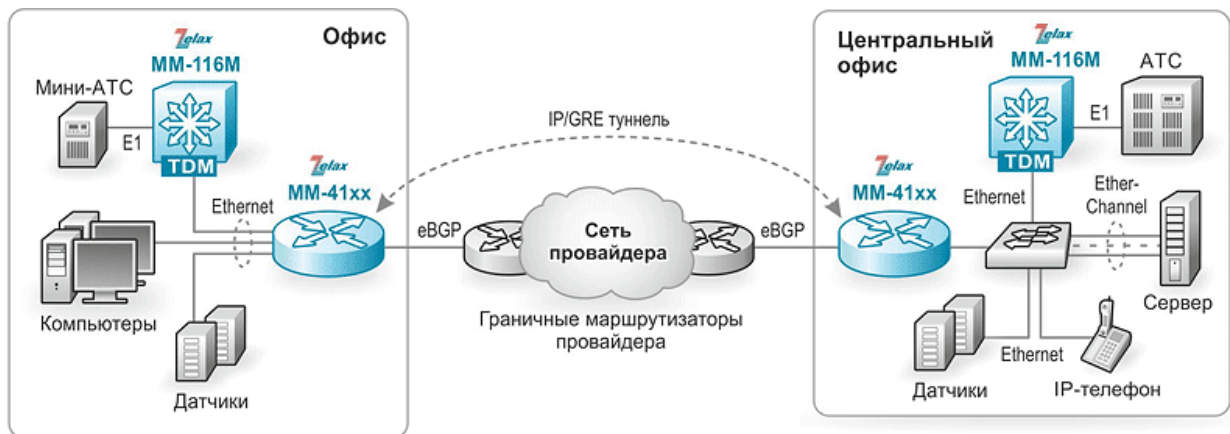 Офис
Zelax
MM-116M
Мини-АТС
E1
TDM
Zelax
MM-41xx
Ethernet
Компьютеры
Датчики
IP/GRE туннель
eBGP
Сеть
провайдера
eBGP
Граничные маршрутизаторы
провайдера
Центральный
офис
Zelax
MM-116M
АТС
E1
TDM
Zelax
MM-41xx
Ethernet
Ether-
Channel
Сервер
Ethernet
Датчики
IP-телефон